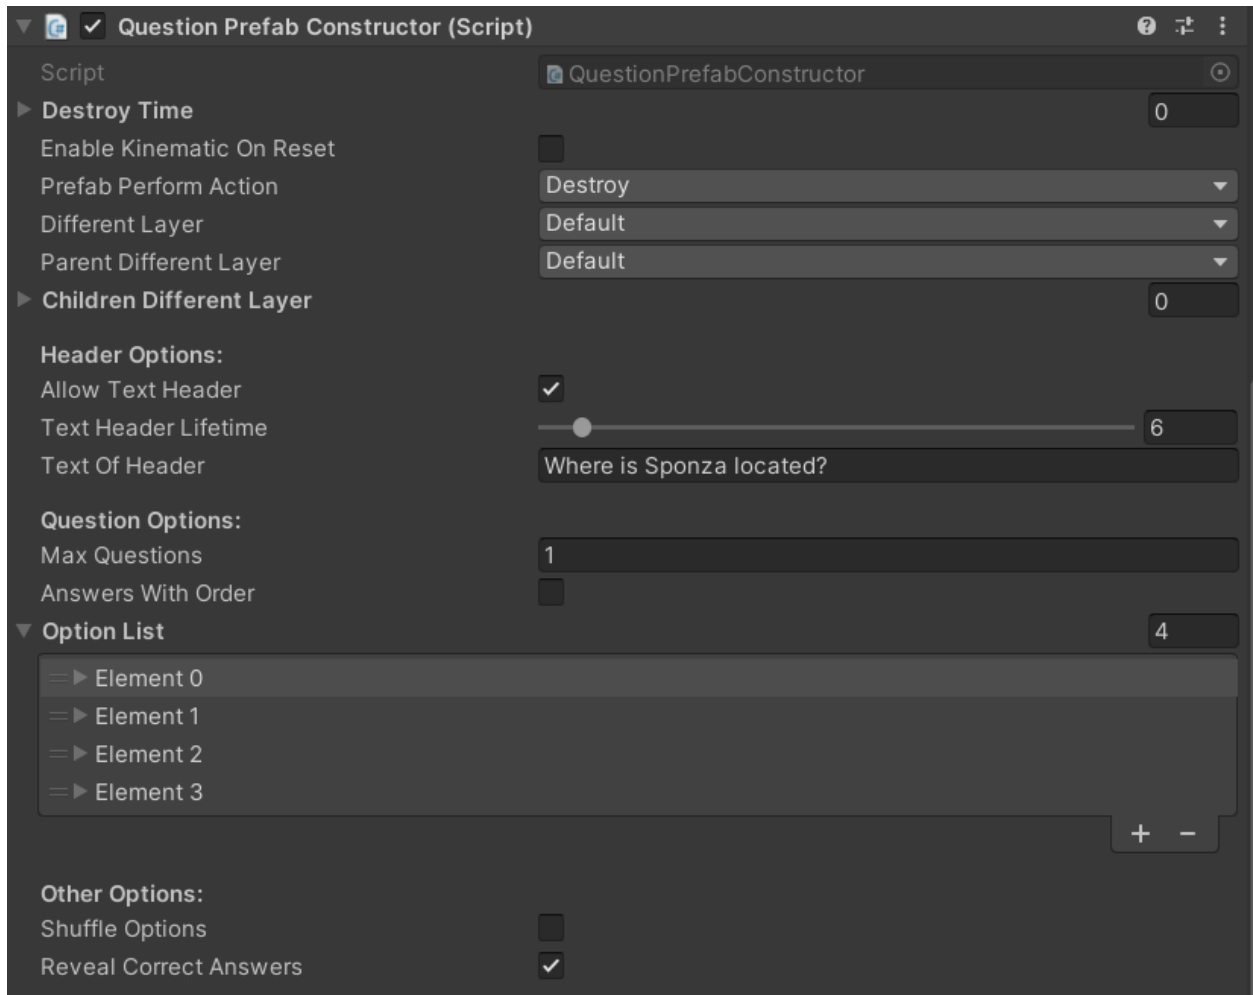 Question Prefab Constructor (Script)
Script QuestionPrefabConstructor
Destroy Time 0
Enable Kinematic On Reset
Prefab Perform Action Destroy
Different Layer Default
Parent Different Layer Default
Children Different Layer 0
Header Options:
Allow Text Header
Text Header Lifetime 6
Text Of Header Where is Sponza located?
Question Options:
Max Questions 1
Answers With Order
Option List 4
Element 0
Element 1
Element 2
Element 3
+ −
Other Options:
Shuffle Options
Reveal Correct Answers